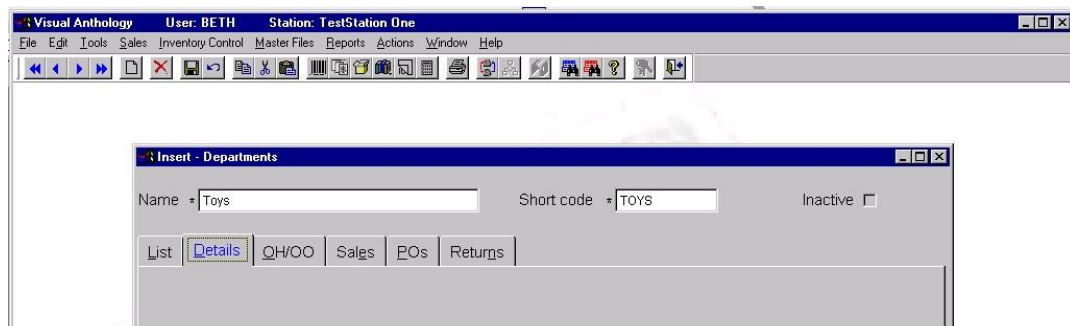 Visual Anthology User: BETH Station: TestStation One
File Edit Tools Sales Inventory Control Master Files Reports Actions Window Help
Insert - Departments
Name * Toys Short code * TOYS Inactive
List Details OH/OO Sales POs Returns